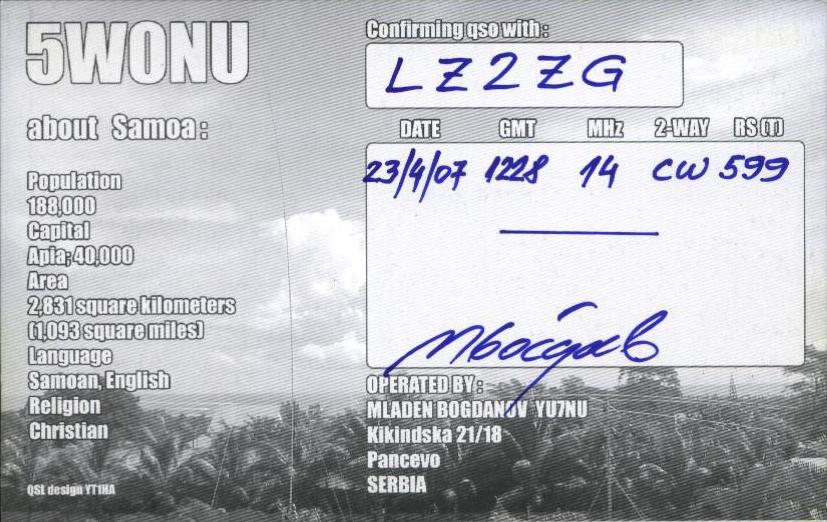 5W0NU
about Samoa:
Population
188,000
Capital
Apia; 40,000
Area
2,831 square kilometers
(1,093 square miles)
Language
Samoan, English
Religion
Christian
QSL design YT1HA
Confirming qso with:
LZ2ZG
DATE GMT MHz 2-WAY RS(T)
23/4/07 1228 14 CW 599
OPERATED BY:
MLADEN BOGDANOV YU7NU
Kikindska 21/18
Pancevo
SERBIA